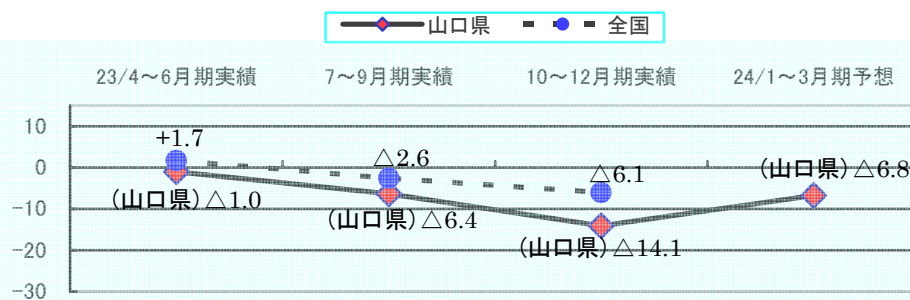 山口県 全国
23/4～6月期実績 7～9月期実績 10～12月期実績 24/1～3月期予想
10
+1.7
△2.6
0
△6.1
(山口県)△6.8
(山口県)△1.0
-10
(山口県)△6.4
(山口県)△14.1
-20
-30